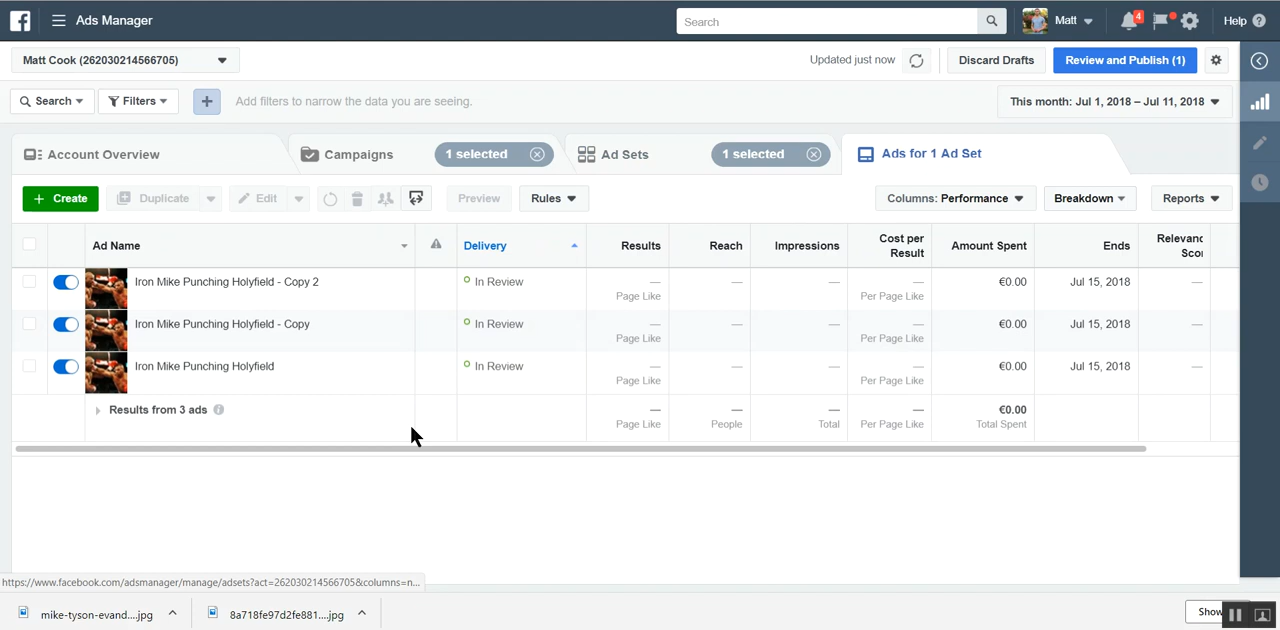 Ads Manager
Search
Matt
4
Help
Matt Cook (262030214566705)
Updated just now
Discard Drafts
Review and Publish (1)
Search
Filters
Add filters to narrow the data you are seeing.
This month: Jul 1, 2018 – Jul 11, 2018
Account Overview
Campaigns
1 selected
Ad Sets
1 selected
Ads for 1 Ad Set
+ Create
Duplicate
Edit
Preview
Rules
Columns: Performance
Breakdown
Reports
Ad Name
Delivery
Results
Reach
Impressions
Cost per
Result
Amount Spent
Ends
Relevanc
Scor
Iron Mike Punching Holyfield - Copy 2
In Review
—
Page Like
—
—
—
Per Page Like
€0.00
Jul 15, 2018
—
Iron Mike Punching Holyfield - Copy
In Review
—
Page Like
—
—
—
Per Page Like
€0.00
Jul 15, 2018
—
Iron Mike Punching Holyfield
In Review
—
Page Like
—
—
—
Per Page Like
€0.00
Jul 15, 2018
—
Results from 3 ads
—
Page Like
—
People
—
Total
—
Per Page Like
€0.00
Total Spent
https://www.facebook.com/adsmanager/manage/adsets?act=262030214566705&columns=n...
mike-tyson-evand....jpg
8a718fe97d2fe881....jpg
Show